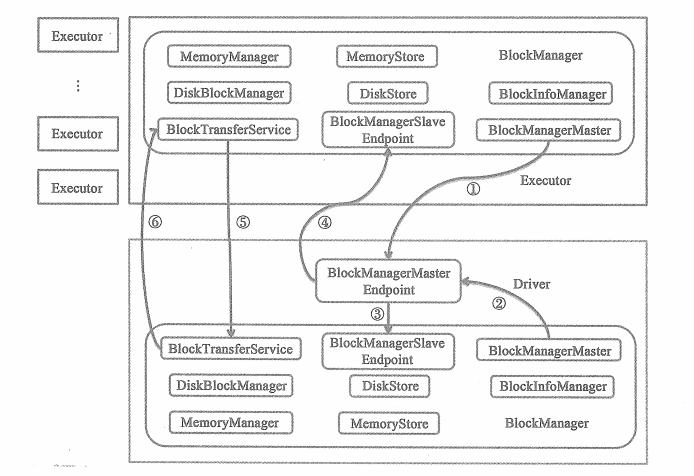 Executor
MemoryManager
MemoryStore
BlockManager
⋮
DiskBlockManager
DiskStore
BlockInfoManager
Executor
BlockTransferService
BlockManagerSlave
Endpoint
BlockManagerMaster
Executor
①
Executor
⑥
⑤
④
BlockManagerMaster
Endpoint
Driver
②
③
BlockTransferService
BlockManagerSlave
Endpoint
BlockManagerMaster
DiskBlockManager
DiskStore
BlockInfoManager
MemoryManager
MemoryStore
BlockManager